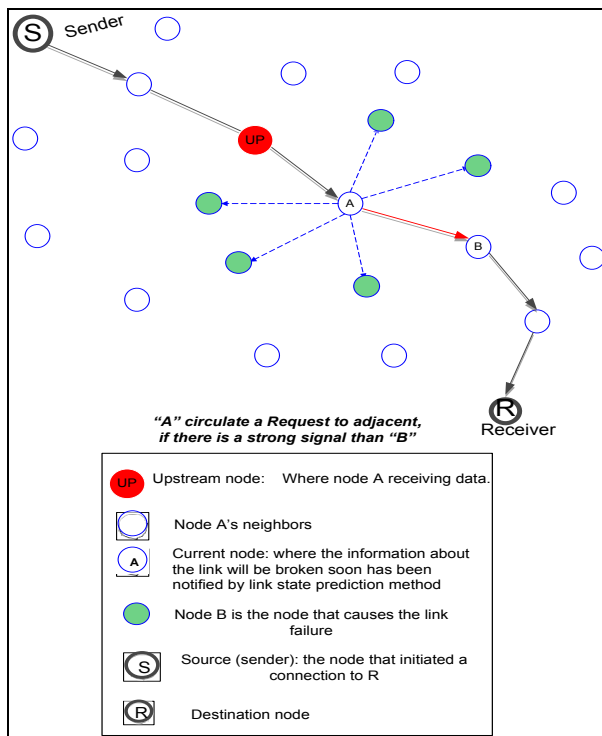 S Sender
UP
A
B
R
Receiver
“A” circulate a Request to adjacent,
if there is a strong signal than “B”
UP Upstream node: Where node A receiving data.
Node A's neighbors
A Current node: where the information about
the link will be broken soon has been
notified by link state prediction method
Node B is the node that causes the link
failure
S Source (sender): the node that initiated a
connection to R
R Destination node